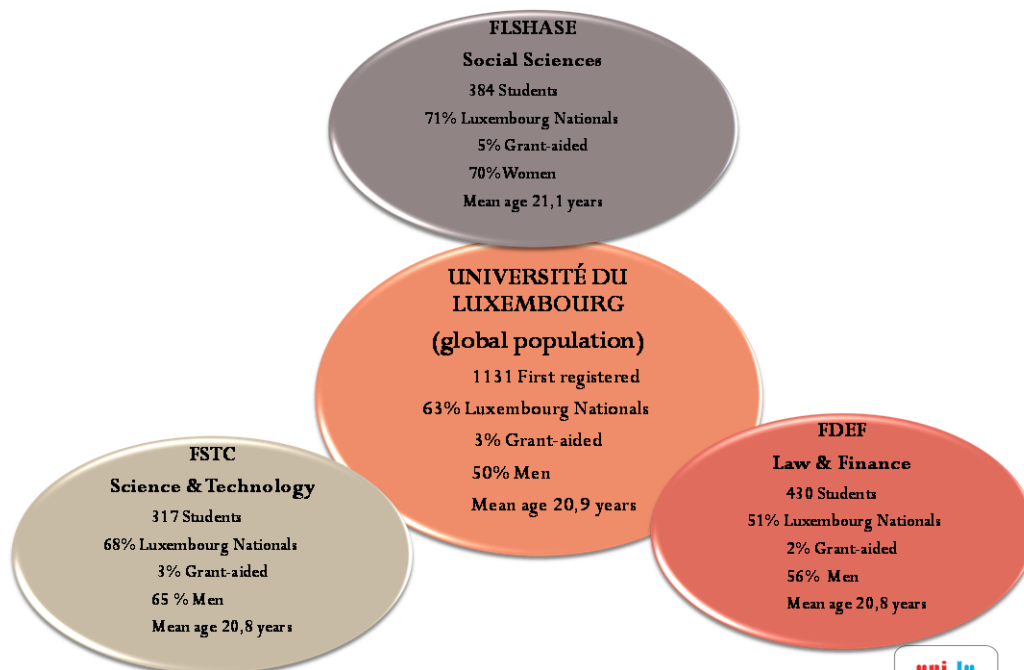 FLSHASE
Social Sciences
384 Students
71% Luxembourg Nationals
5% Grant-aided
70% Women
Mean age 21,1 years
UNIVERSITÉ DU
LUXEMBOURG
(global population)
1131 First registered
63% Luxembourg Nationals
3% Grant-aided
50% Men
Mean age 20,9 years
FSTC
Science & Technology
317 Students
68% Luxembourg Nationals
3% Grant-aided
65 % Men
Mean age 20,8 years
FDEF
Law & Finance
430 Students
51% Luxembourg Nationals
2% Grant-aided
56% Men
Mean age 20,8 years